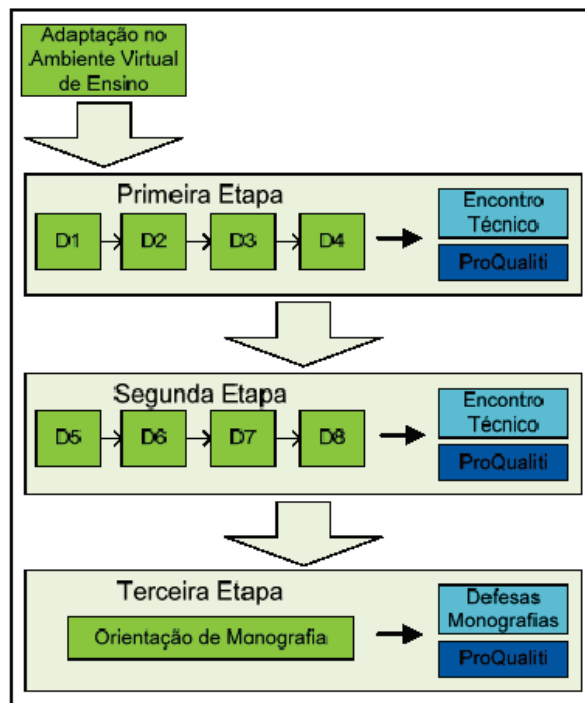 Adaptação no
Ambiente Virtual
de Ensino
Primeira Etapa
D1
D2
D3
D4
Encontro
Técnico
ProQualiti
Segunda Etapa
D5
D6
D7
D8
Encontro
Técnico
ProQualiti
Terceira Etapa
Orientação de Monografia
Defesas
Monografias
ProQualiti